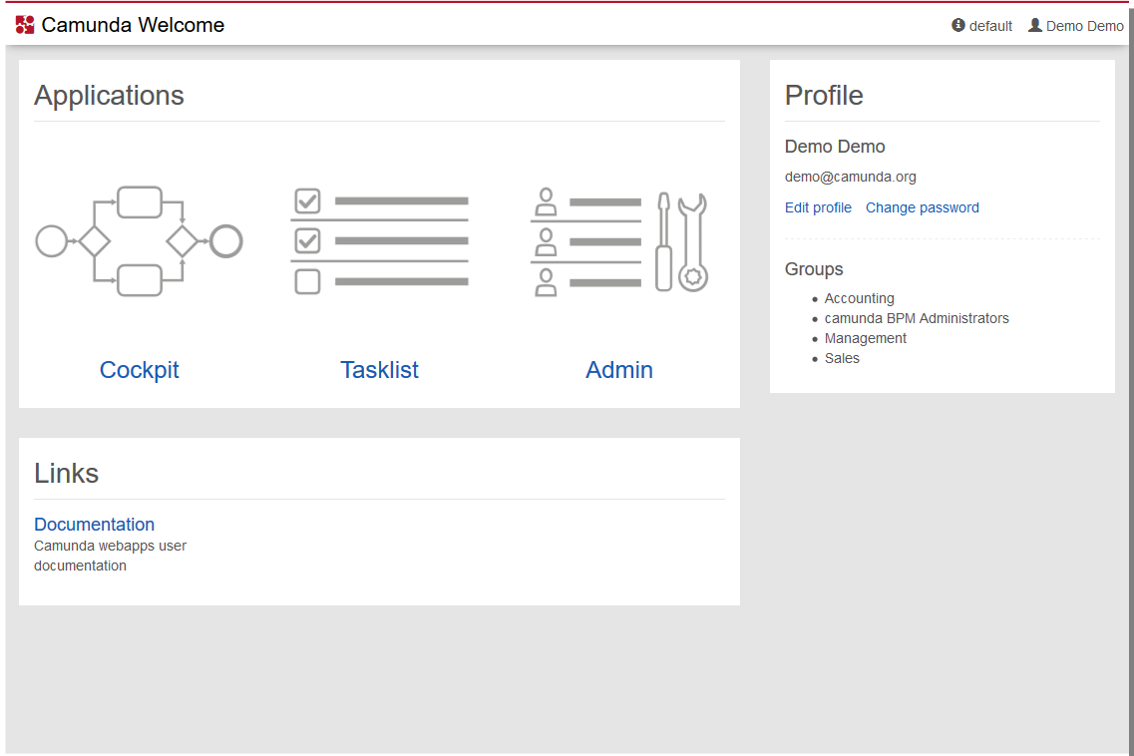 Camunda Welcome
default Demo Demo
Applications
Cockpit Tasklist Admin
Links
Documentation
Camunda webapps user
documentation
Profile
Demo Demo
demo@camunda.org
Edit profile Change password
Groups
Accounting
camunda BPM Administrators
Management
Sales